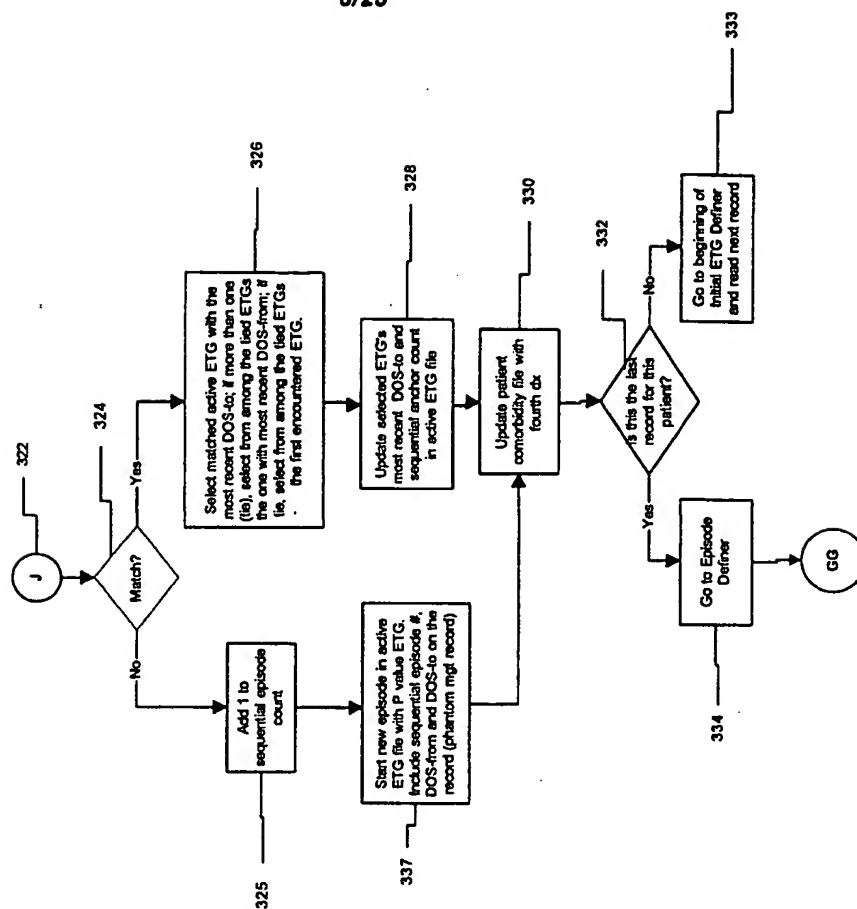 322
J
324
Match?
No
Yes
326
Select matched active ETG with the
most recent DOS-to; if more than one
(tie), select from among the tied ETGs
the one with most recent DOS-from; if
tie, select from among the tied ETGs
the first encountered ETG.
Add 1 to
sequential episode
count
325
328
Update selected ETG's
most recent DOS-to and
sequential anchor count
in active ETG file
Start new episode in active
ETG file with P value ETG.
Include sequential episode #,
DOS-from and DOS-to on the
record (phantom mgt record)
337
330
Update patient
comorbidity file with
fourth dx
332
Is this the last
record for this
patient?
Yes
No
333
Go to beginning of
Initial ETG Definer
and read next record
Go to Episode
Definer
334
GG